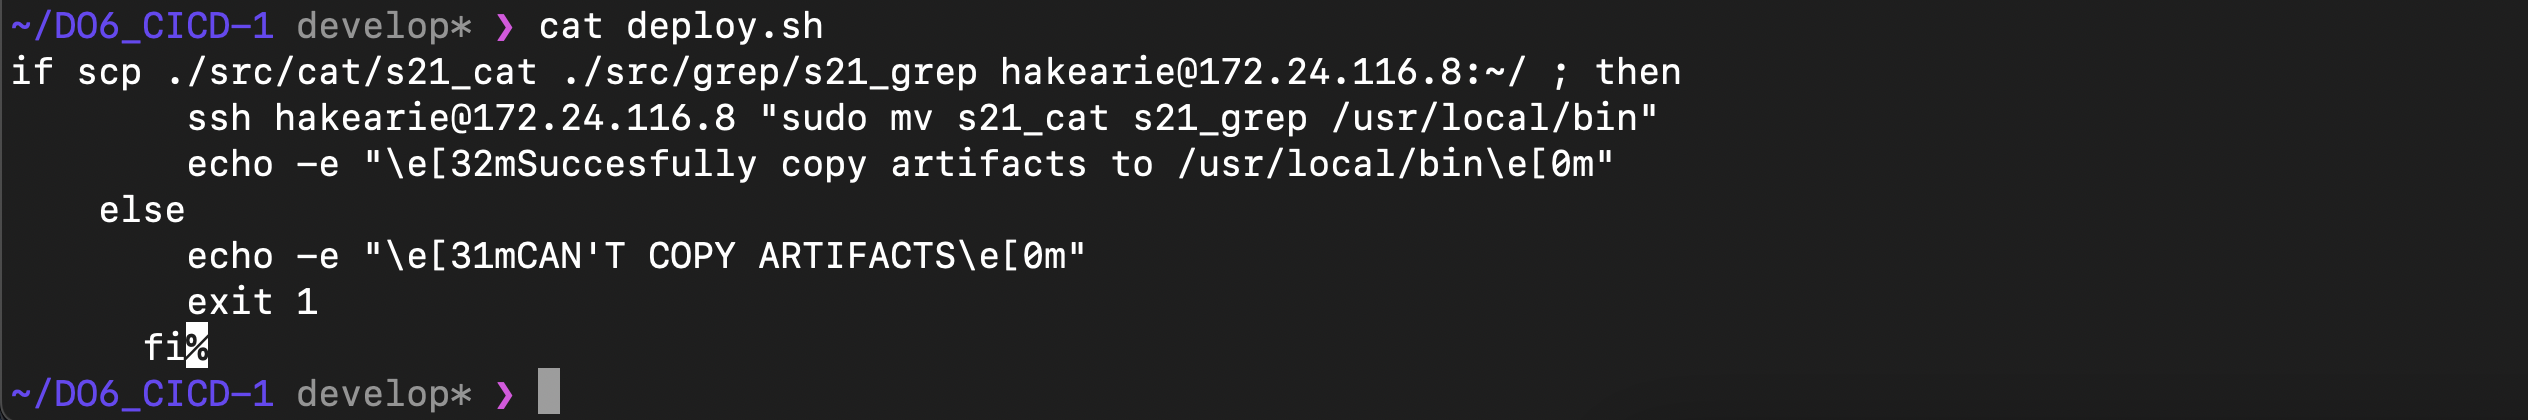 ~/DO6_CICD-1 develop* ❯ cat deploy.sh
if scp ./src/cat/s21_cat ./src/grep/s21_grep hakearie@172.24.116.8:~/ ; then
        ssh hakearie@172.24.116.8 "sudo mv s21_cat s21_grep /usr/local/bin"
        echo -e "\e[32mSuccesfully copy artifacts to /usr/local/bin\e[0m"
    else
        echo -e "\e[31mCAN'T COPY ARTIFACTS\e[0m"
        exit 1
      fi%
~/DO6_CICD-1 develop* ❯